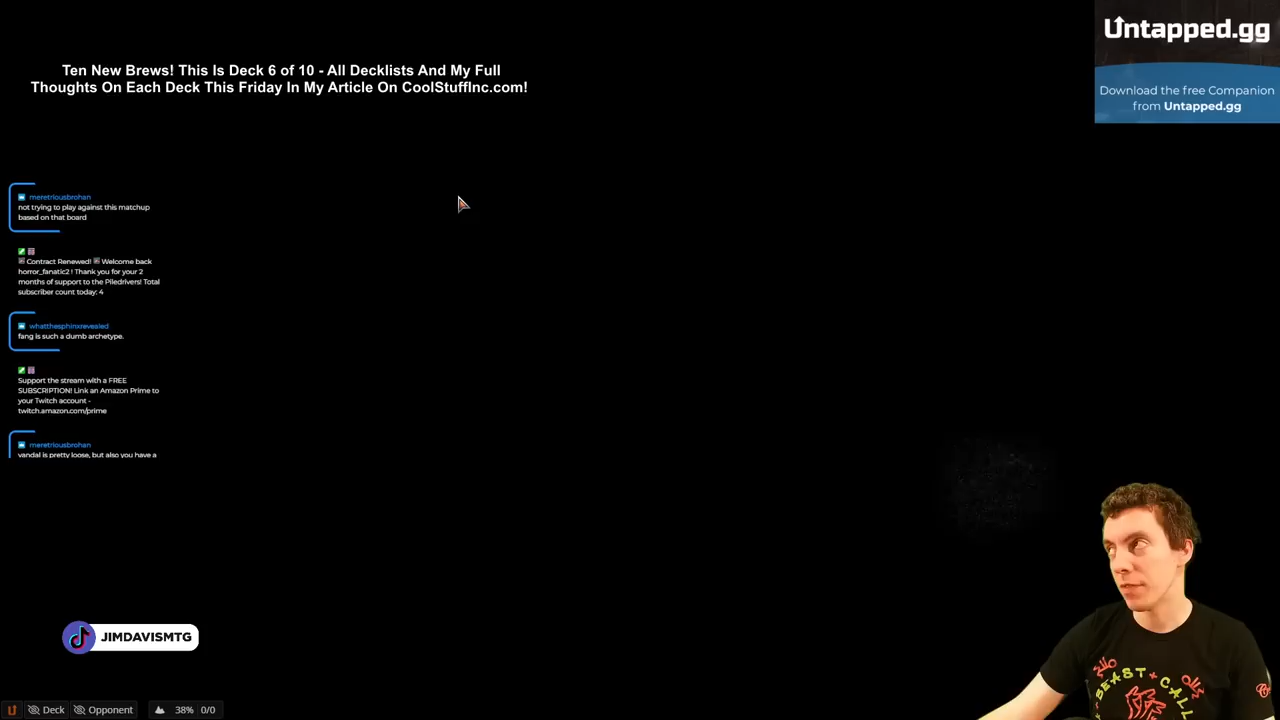 Untapped.gg
Download the free Companion
from Untapped.gg
Ten New Brews! This Is Deck 6 of 10 - All Decklists And My Full
Thoughts On Each Deck This Friday In My Article On CoolStuffInc.com!
meretriousbrohan
not trying to play against this matchup
based on that board
Contract Renewed! Welcome back
horror_fanatic2 ! Thank you for your 2
months of support to the Piledrivers! Total
subscriber count today: 4
whatthesphinxrevealed
fang is such a dumb archetype.
Support the stream with a FREE
SUBSCRIPTION! Link an Amazon Prime to
your Twitch account -
twitch.amazon.com/prime
meretriousbrohan
vandal is pretty loose, but also you have a
JIMDAVISMTG
BEAST + CALL
Deck Opponent 38% 0/0